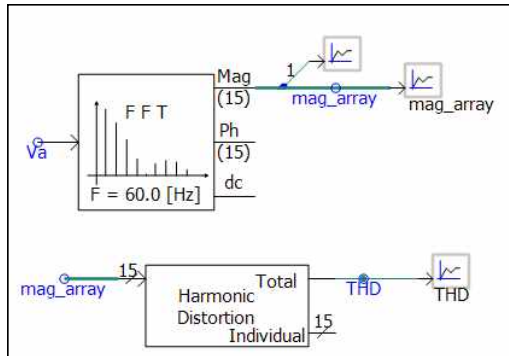 Mag
1
(15)
mag_array
mag_array
F F T
Ph
Va
(15)
dc
F = 60.0 [Hz]
15
Total
mag_array
THD
THD
Harmonic
Distortion
15
Individual